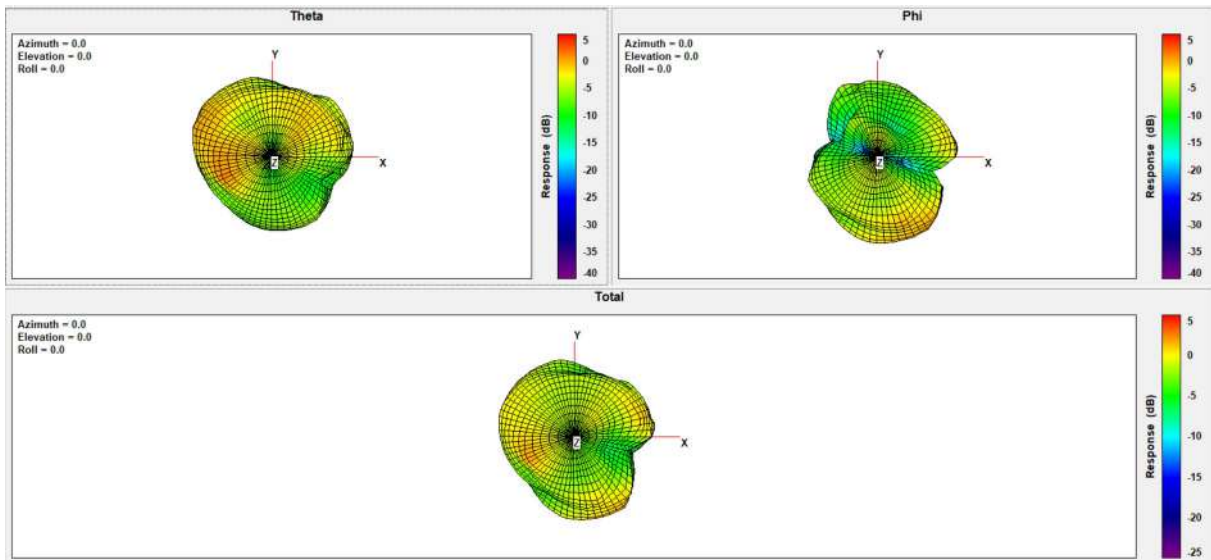 Theta
Azimuth = 0.0
Elevation = 0.0
Roll = 0.0
Y
X
Z
Response (dB)
5
0
-5
-10
-15
-20
-25
-30
-35
-40
Phi
Azimuth = 0.0
Elevation = 0.0
Roll = 0.0
Y
X
Z
Response (dB)
5
0
-5
-10
-15
-20
-25
-30
-35
-40
Total
Azimuth = 0.0
Elevation = 0.0
Roll = 0.0
Y
X
Z
Response (dB)
5
0
-5
-10
-15
-20
-25